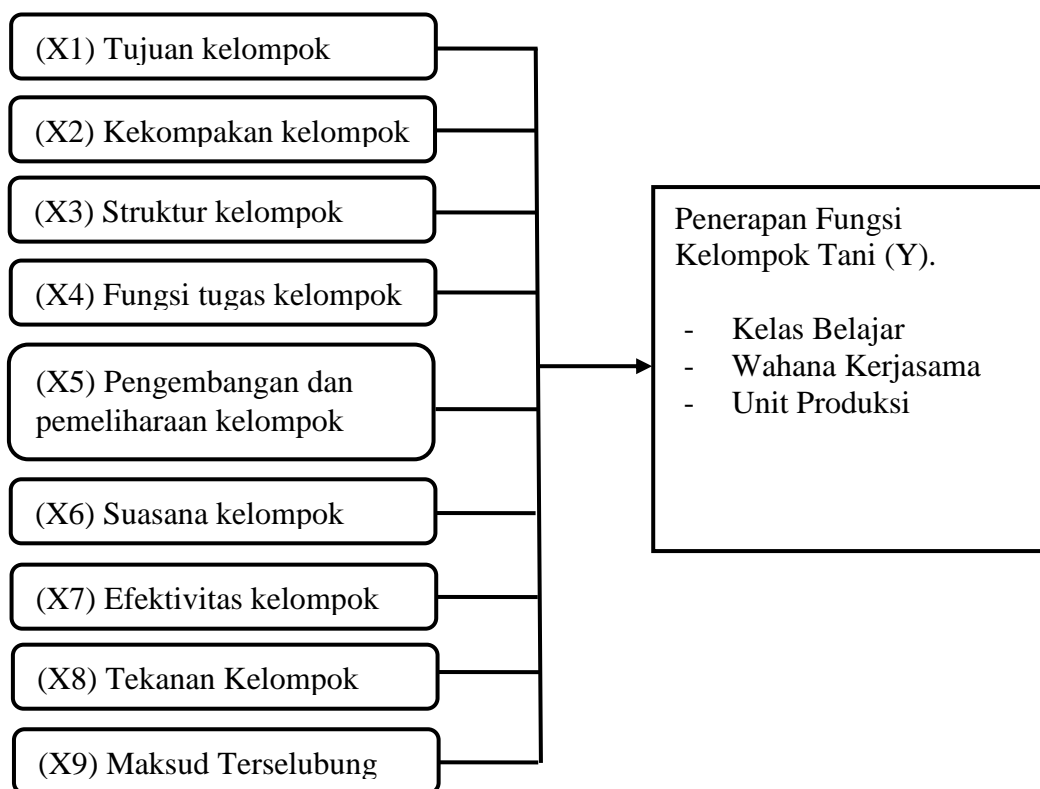 (X1) Tujuan kelompok
(X2) Kekompakan kelompok
(X3) Struktur kelompok
(X4) Fungsi tugas kelompok
(X5) Pengembangan dan
pemeliharaan kelompok
(X6) Suasana kelompok
(X7) Efektivitas kelompok
(X8) Tekanan Kelompok
(X9) Maksud Terselubung
Penerapan Fungsi
Kelompok Tani (Y).
- Kelas Belajar
- Wahana Kerjasama
- Unit Produksi